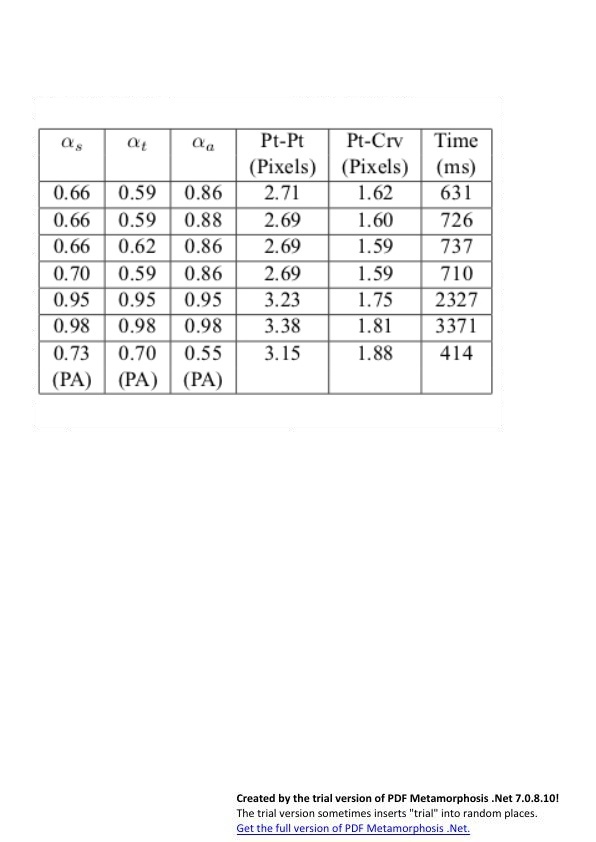 αs αt αa Pt-Pt Pt-Crv Time
(Pixels) (Pixels) (ms)
0.66 0.59 0.86 2.71 1.62 631
0.66 0.59 0.88 2.69 1.60 726
0.66 0.62 0.86 2.69 1.59 737
0.70 0.59 0.86 2.69 1.59 710
0.95 0.95 0.95 3.23 1.75 2327
0.98 0.98 0.98 3.38 1.81 3371
0.73 0.70 0.55 3.15 1.88 414
(PA) (PA) (PA)
Created by the trial version of PDF Metamorphosis .Net 7.0.8.10!
The trial version sometimes inserts "trial" into random places.
Get the full version of PDF Metamorphosis .Net.